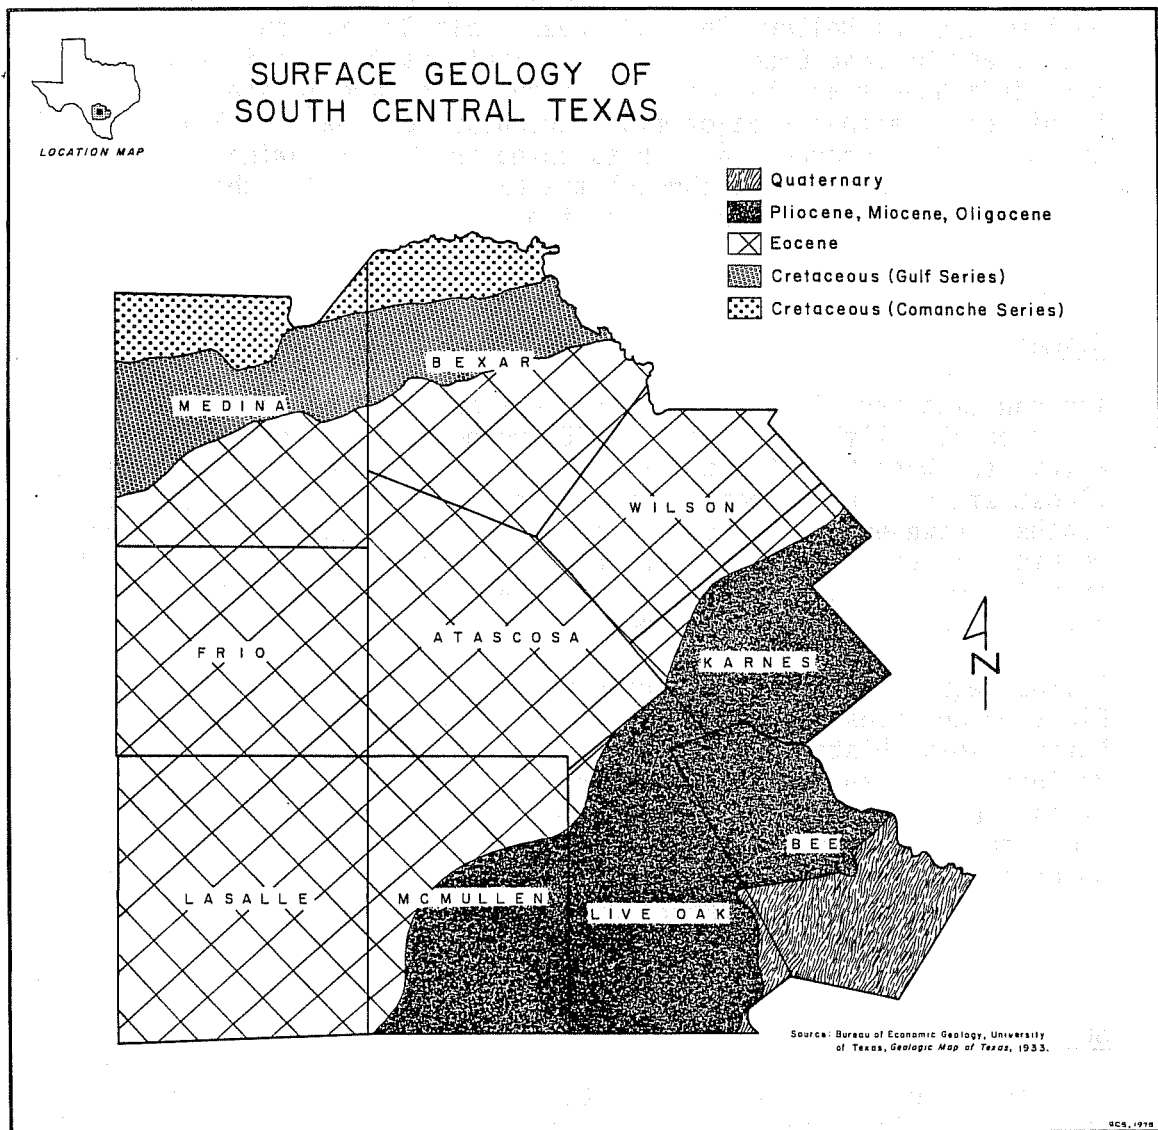 SURFACE GEOLOGY OF
SOUTH CENTRAL TEXAS
LOCATION MAP
Quaternary
Pliocene, Miocene, Oligocene
Eocene
Cretaceous (Gulf Series)
Cretaceous (Comanche Series)
BEXAR
MEDINA
WILSON
ATASCOSA
FRIO
KARNES
BEE
LASALLE
MCMULLEN
LIVE OAK
N
Source: Bureau of Economic Geology, University
of Texas, Geologic Map of Texas, 1933.